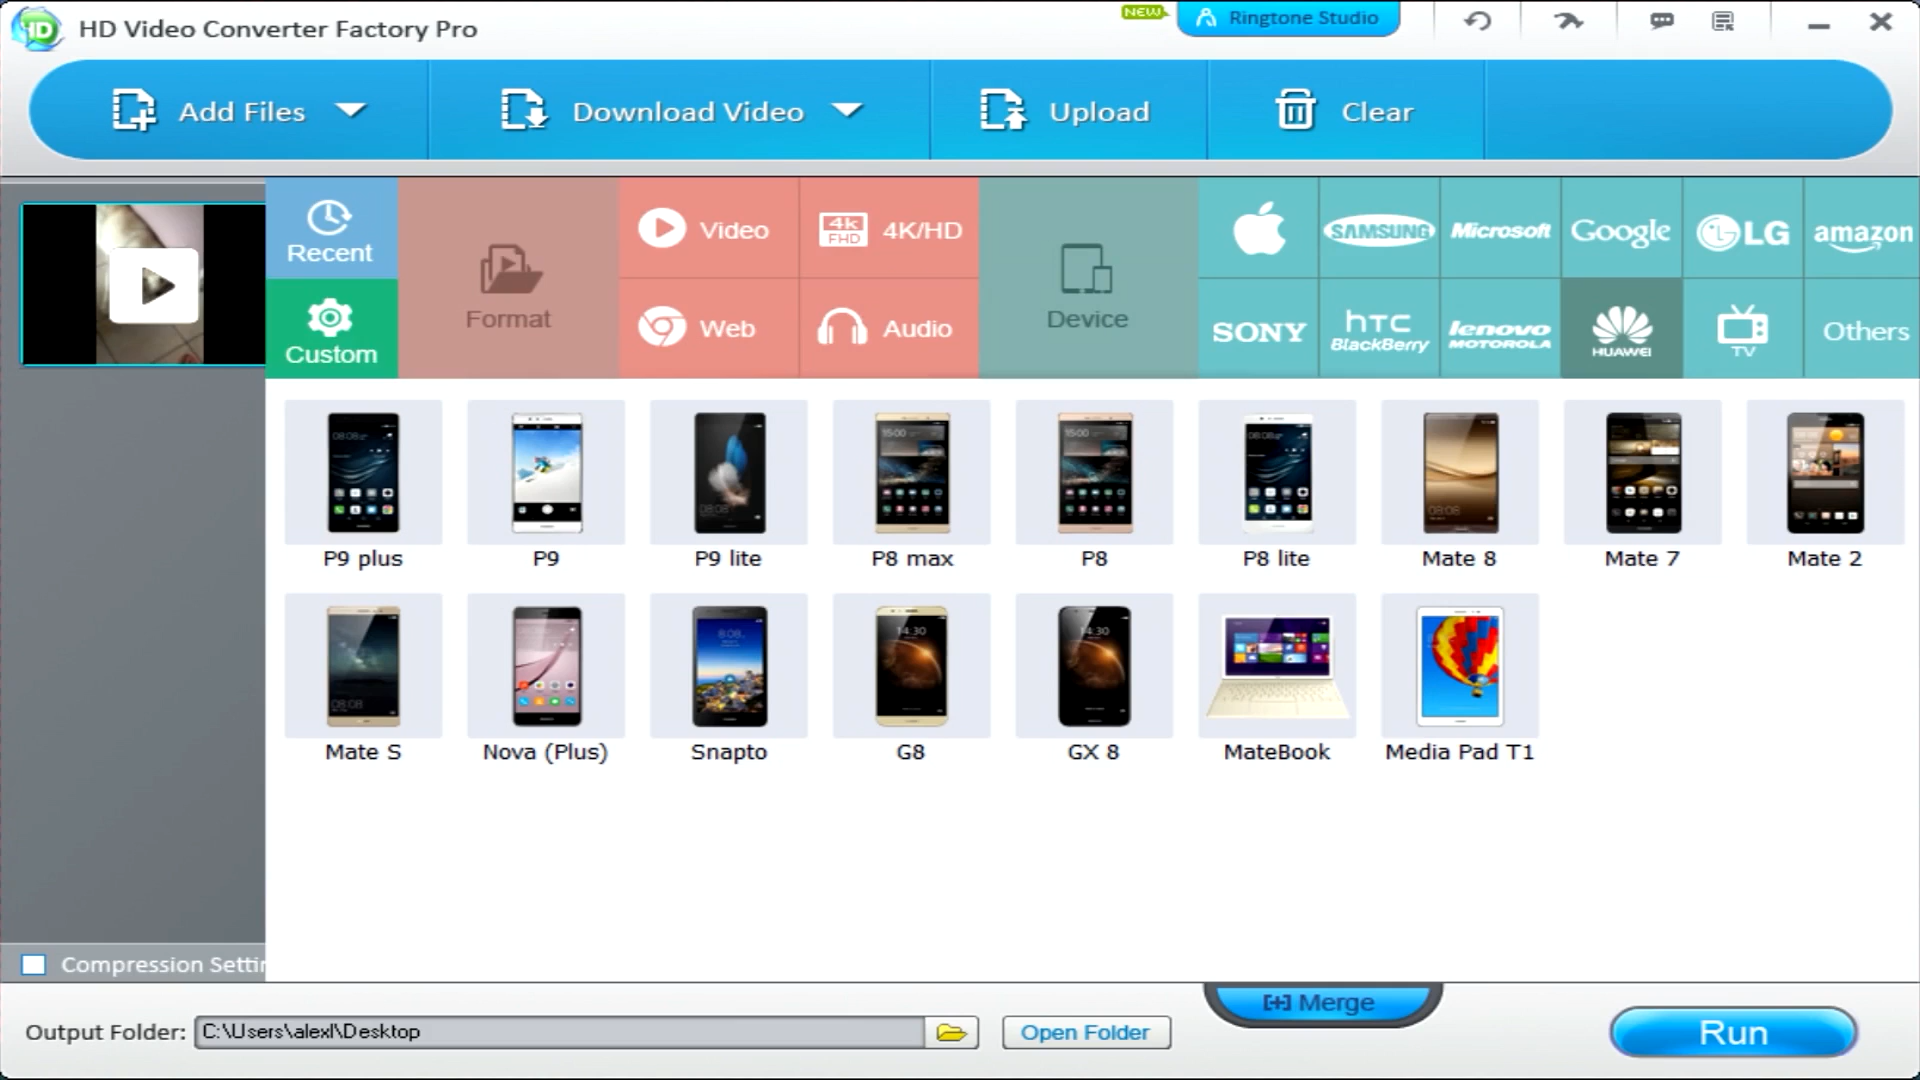 HD Video Converter Factory Pro
NEW
Ringtone Studio
Add Files
Download Video
Upload
Clear
Recent
Custom
Format
Video
4k FHD
4K/HD
Web
Audio
Device
SAMSUNG
Microsoft
Google
LG
amazon
SONY
hTC
BlackBerry
lenovo
MOTOROLA
HUAWEI
TV
Others
P9 plus
P9
P9 lite
P8 max
P8
P8 lite
Mate 8
Mate 7
Mate 2
Mate S
Nova (Plus)
Snapto
G8
GX 8
MateBook
Media Pad T1
Compression Settin
Output Folder:
C:\Users\alexl\Desktop
Open Folder
Merge
Run